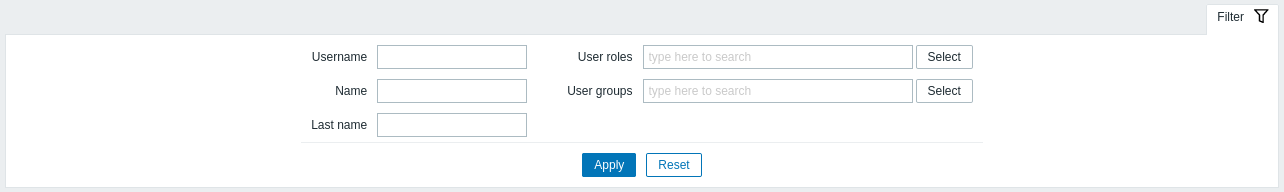 Filter
Username
User roles type here to search Select
Name
User groups type here to search Select
Last name
Apply Reset